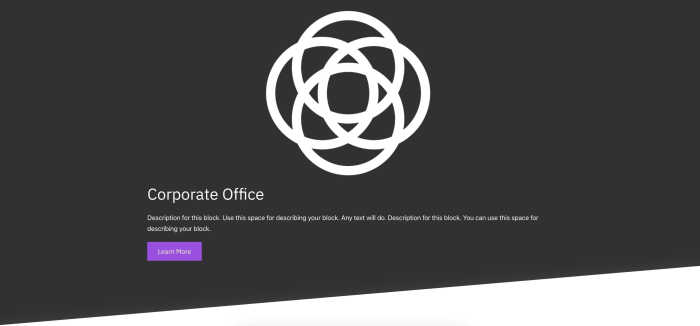 Corporate Office
Description for this block. Use this space for describing your block. Any text will do. Description for this block. You can use this space for
describing your block.
Learn More